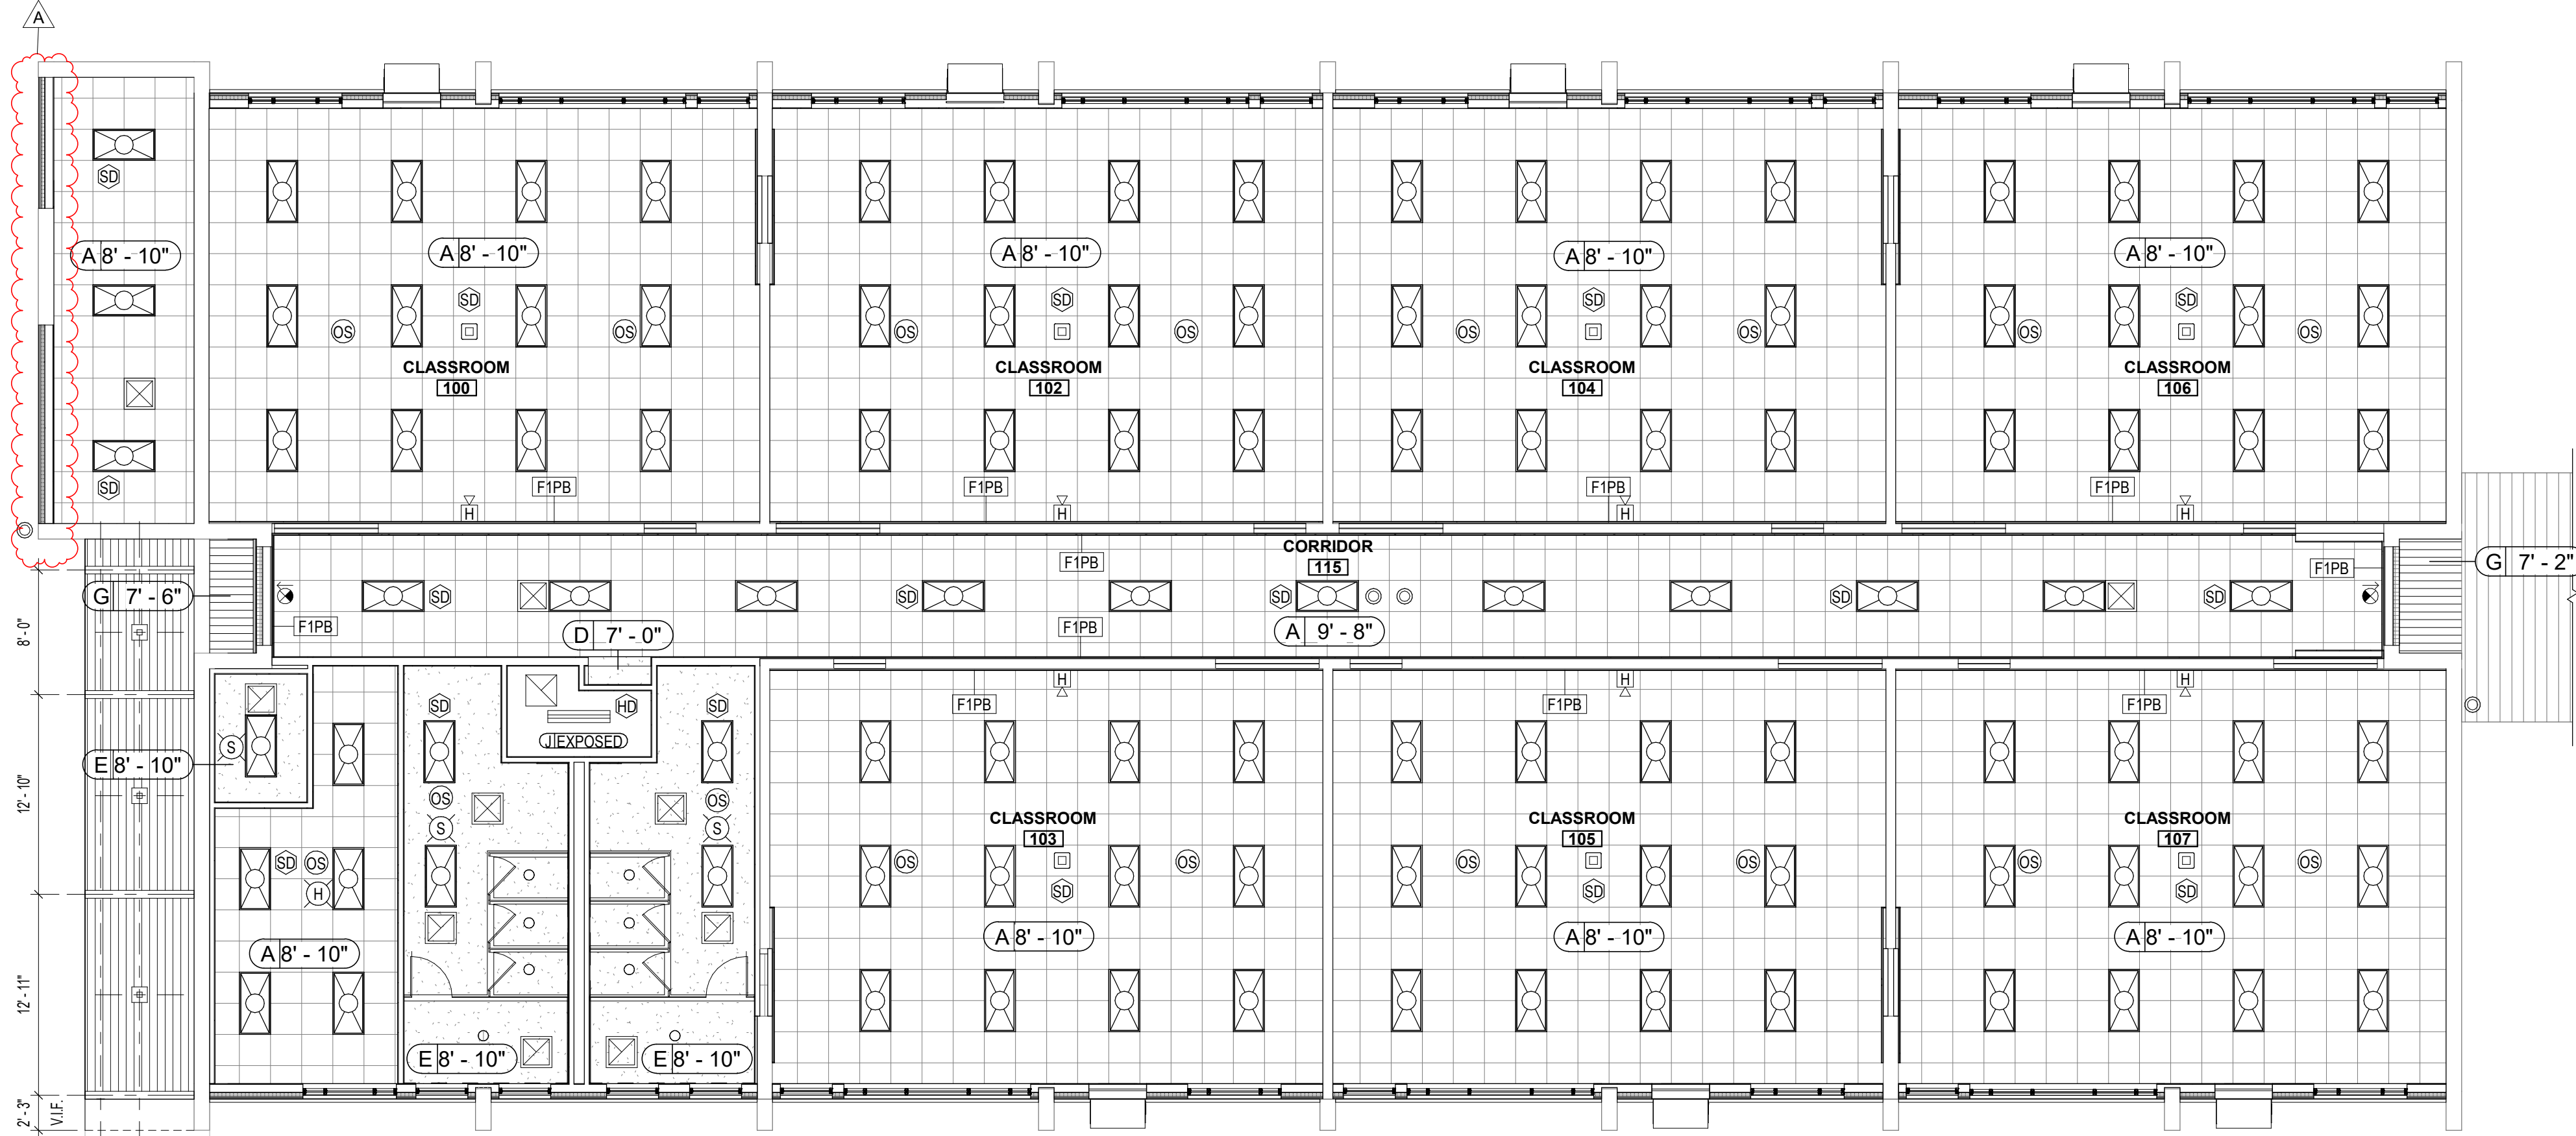 A
SD
A 8' - 10"
SD
A 8' - 10"
SD
OS
OS
CLASSROOM
100
F1PB
H
A 8' - 10"
SD
OS
OS
CLASSROOM
102
F1PB
H
A 8' - 10"
SD
OS
OS
CLASSROOM
104
F1PB
H
A 8' - 10"
SD
OS
OS
CLASSROOM
106
F1PB
H
CORRIDOR
115
F1PB
F1PB
G 7' - 6"
G 7' - 2"
SD
SD
SD
SD
SD
F1PB
F1PB
D 7' - 0"
A 9' - 8"
8' - 0"
12' - 10"
12' - 11"
2' - 3"
V.I.F.
S
E 8' - 10"
SD
OS
H
A 8' - 10"
SD
OS
S
E 8' - 10"
HD
J EXPOSED
SD
OS
S
E 8' - 10"
H
F1PB
CLASSROOM
103
OS
OS
SD
A 8' - 10"
H
F1PB
CLASSROOM
105
OS
OS
SD
A 8' - 10"
H
F1PB
CLASSROOM
107
OS
OS
SD
A 8' - 10"